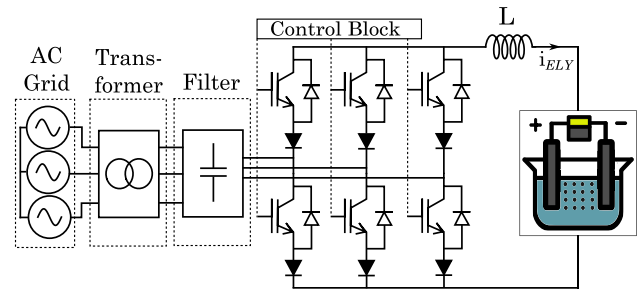 Control Block
L
i_ELY
AC
Grid
Trans-
former
Filter
+
−